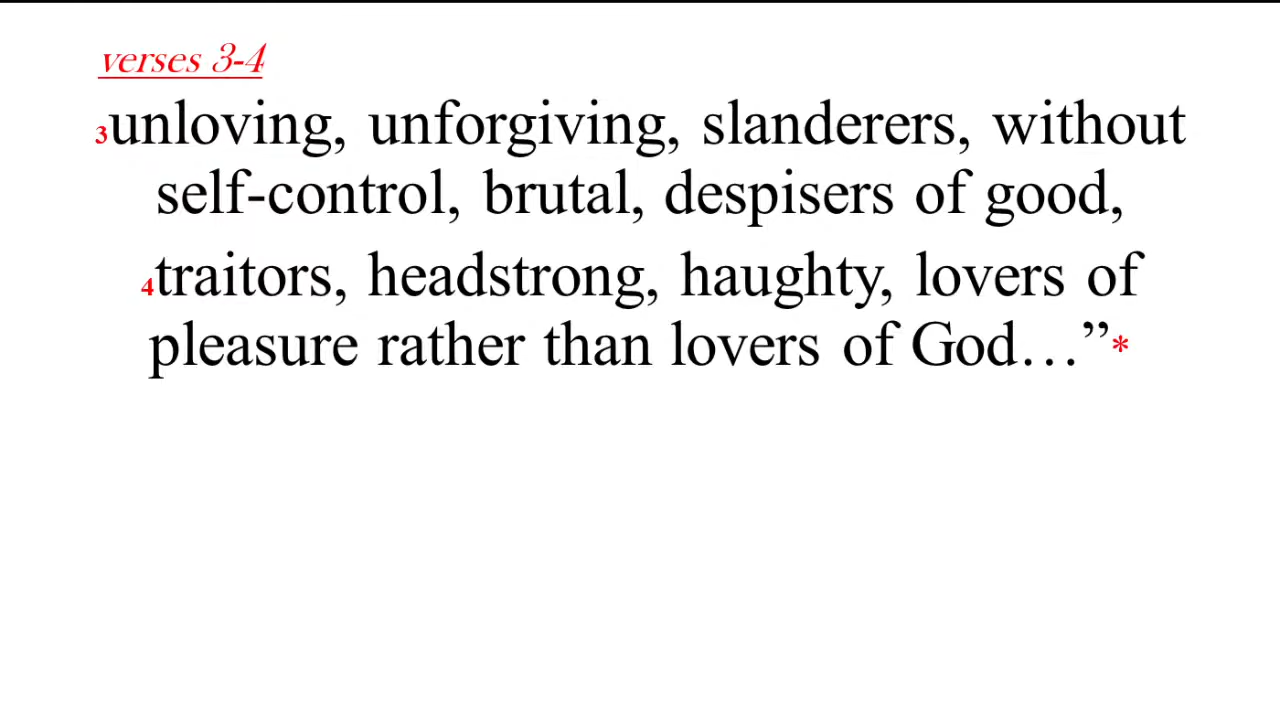 verses 3-4
3unloving, unforgiving, slanderers, without
self-control, brutal, despisers of good,
4traitors, headstrong, haughty, lovers of
pleasure rather than lovers of God…”*